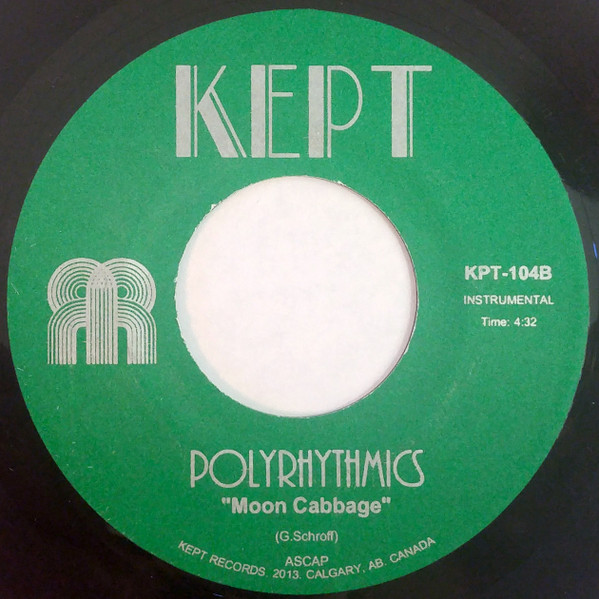 KEPT
KPT-104B
INSTRUMENTAL
Time: 4:32
POLYRHYTHMICS
"Moon Cabbage"
(G.Schroff)
ASCAP
KEPT RECORDS. 2013. CALGARY, AB. CANADA